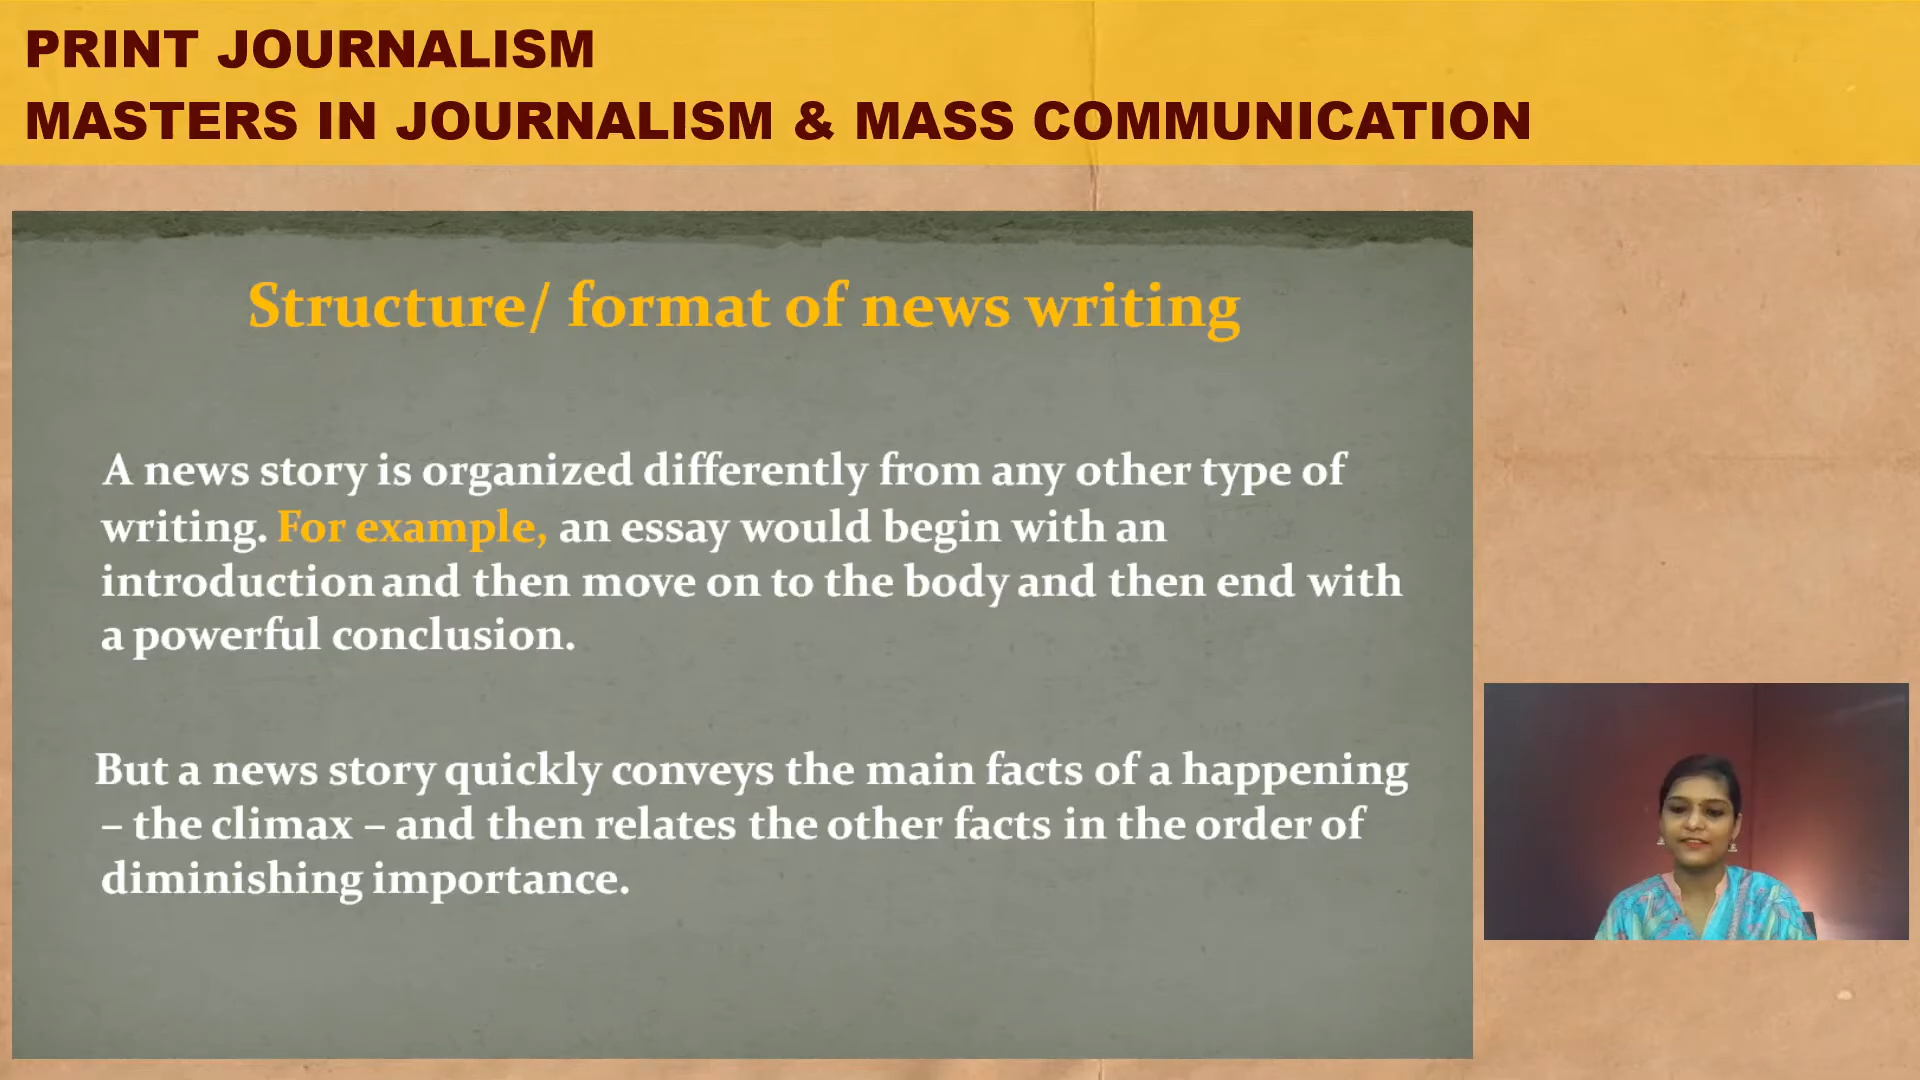 PRINT JOURNALISM
MASTERS IN JOURNALISM & MASS COMMUNICATION
Structure/ format of news writing
A news story is organized differently from any other type of
writing. For example, an essay would begin with an
introduction and then move on to the body and then end with
a powerful conclusion.
But a news story quickly conveys the main facts of a happening
– the climax – and then relates the other facts in the order of
diminishing importance.